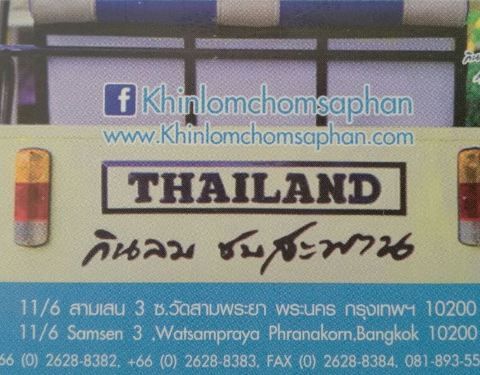 Khinlomchomsaphan
www.Khinlomchomsaphan.com
THAILAND
กินลม ชมสะพาน
11/6 สามเสน 3 ซ.วัดสามพระยา พระนคร กรุงเทพฯ 10200
11/6 Samsen 3 ,Watsampraya Phranakorn,Bangkok 10200
66 (0) 2628-8382, +66 (0) 2628-8383, FAX (0) 2628-8384, 081-893-55